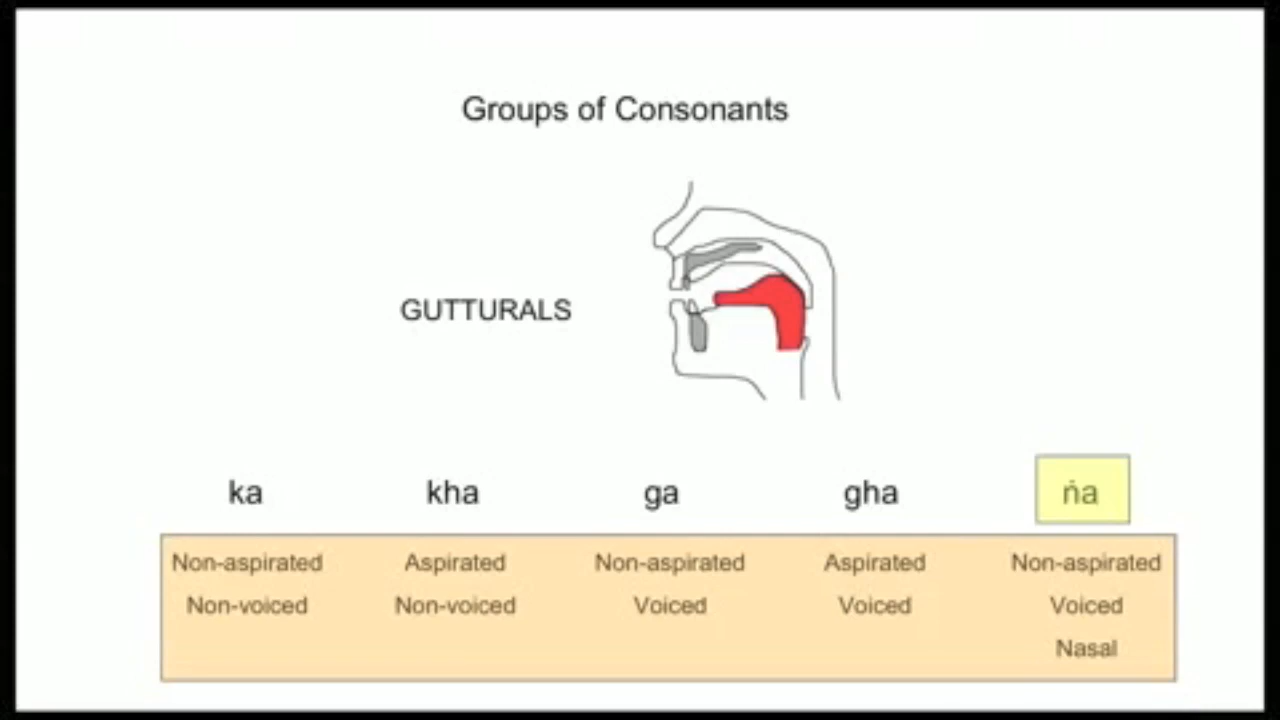 Groups of Consonants
GUTTURALS
ka kha ga gha ṅa
Non-aspirated Aspirated Non-aspirated Aspirated Non-aspirated
Non-voiced Non-voiced Voiced Voiced Voiced
Nasal